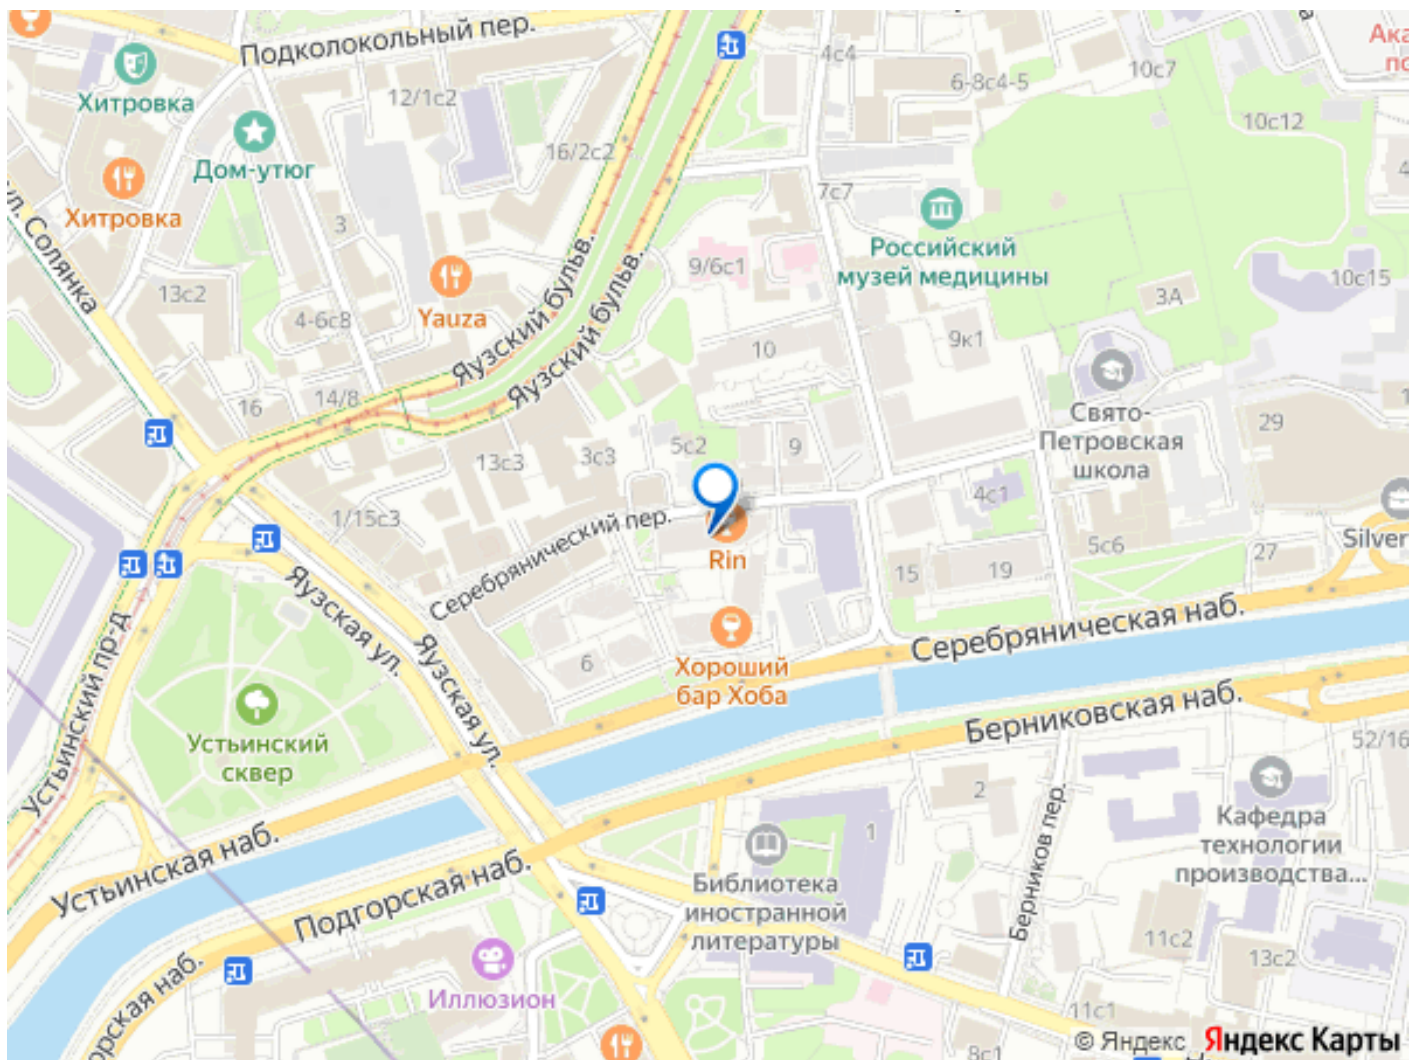 Подколокольный пер.
Хитровка
12/1с2
Дом-утюг
16/2с2
Хитровка
ул. Солянка
3
13с2
4-6с8
Yauza
Яузский бульв.
Яузский бульв.
4с4
6-8с4-5
10с7
10с12
7с7
Российский
музей медицины
9/6с1
10с15
3А
9к1
10
14/8
16
Свято-
Петровская
школа
29
5с2
9
3с3
13с3
1/15с3
4с1
Серебрянический пер.
Rin
Silver
5с6
27
15
19
Серебряническая наб.
Хороший
бар Хоба
6
Яузская ул.
Яузская ул.
Устьинский пр-д
Устьинский
сквер
Берниковская наб.
52/16
2
Берников пер.
Кафедра
технологии
производства...
1
Устьинская наб.
Подгорская наб.
Библиотека
иностранной
литературы
11с2
13с2
Иллюзион
11с1
8с1
© Яндекс Яндекс Карты